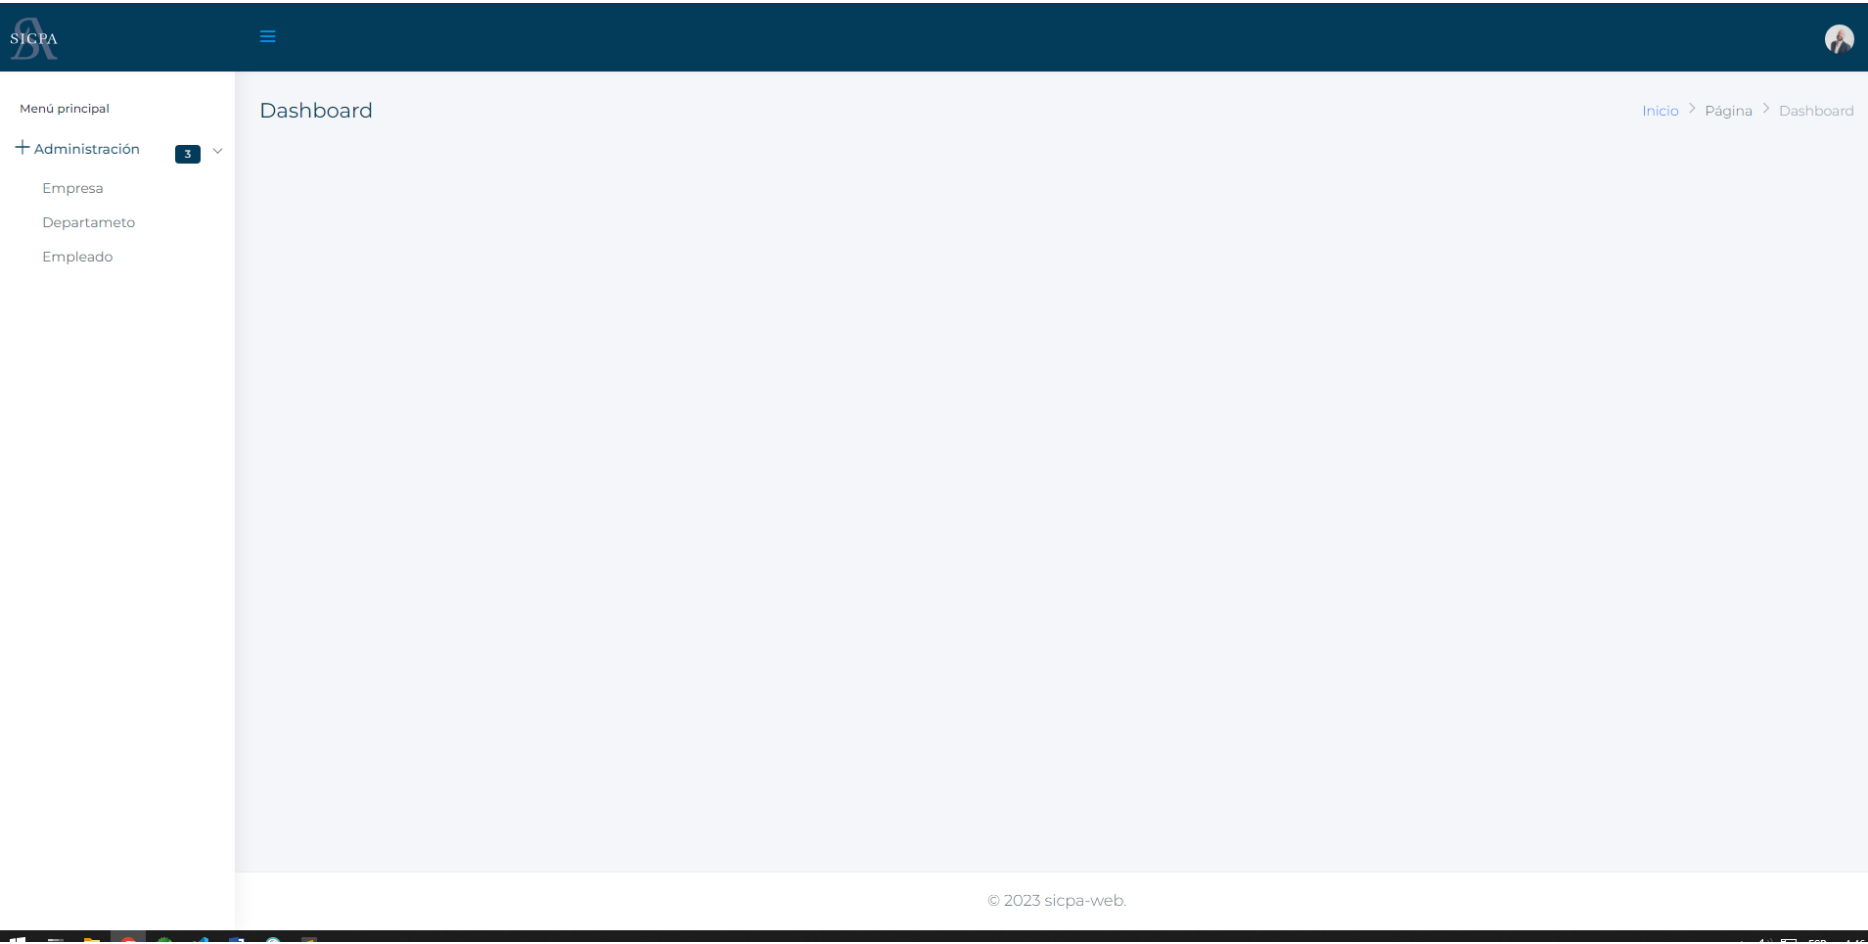 SICPA
Dashboard
Inicio > Página > Dashboard
Menú principal
Administración 3
Empresa
Departameto
Empleado
© 2023 sicpa-web.